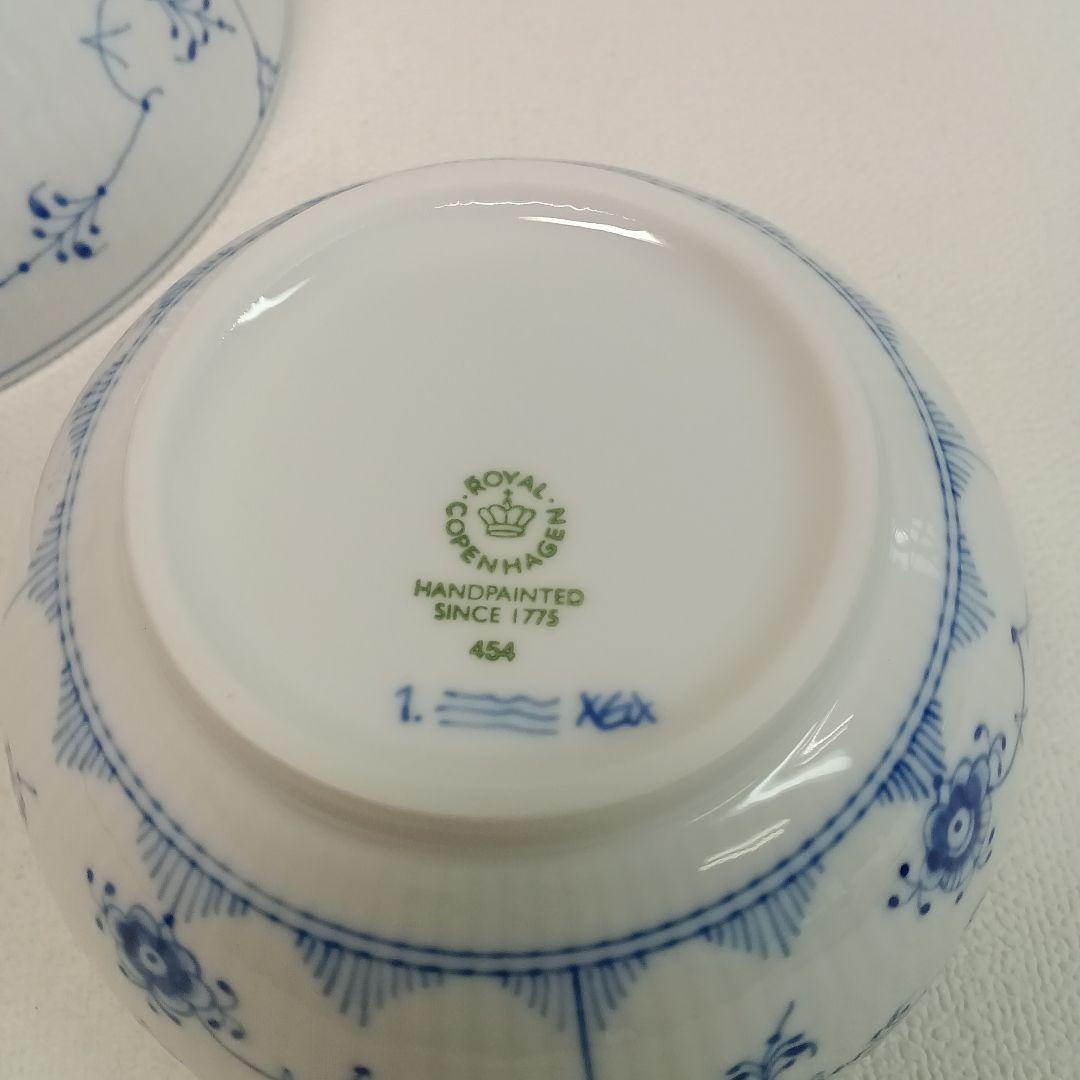 ROYAL
COPENHAGEN
HANDPAINTED
SINCE 1775
454
1.